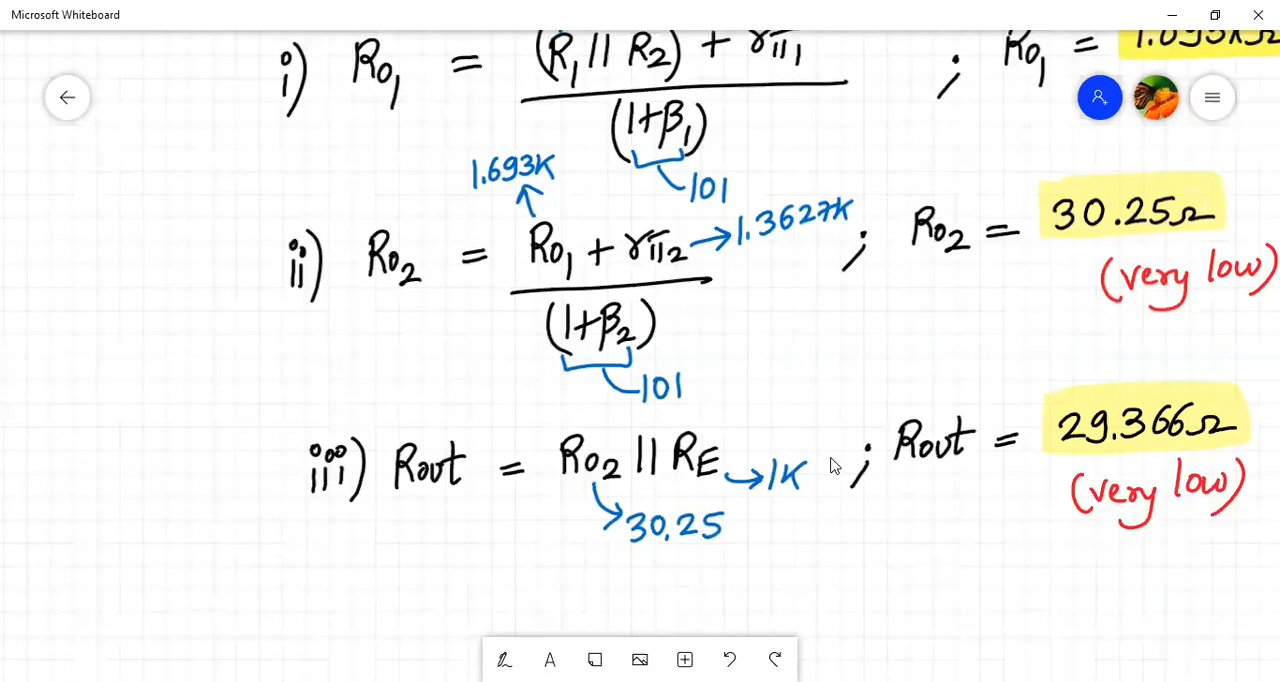 Microsoft Whiteboard
i) Ro1 = (R1 || R2) + rπ1 / (1+β1) ; Ro1 = 1.693KΩ
101
1.693K
1.3627K
ii) Ro2 = Ro1 + rπ2 / (1+β2) ; Ro2 = 30.25Ω
(very low)
101
iii) Rout = Ro2 || RE ; Rout = 29.366Ω
1K
30.25
(very low)
A